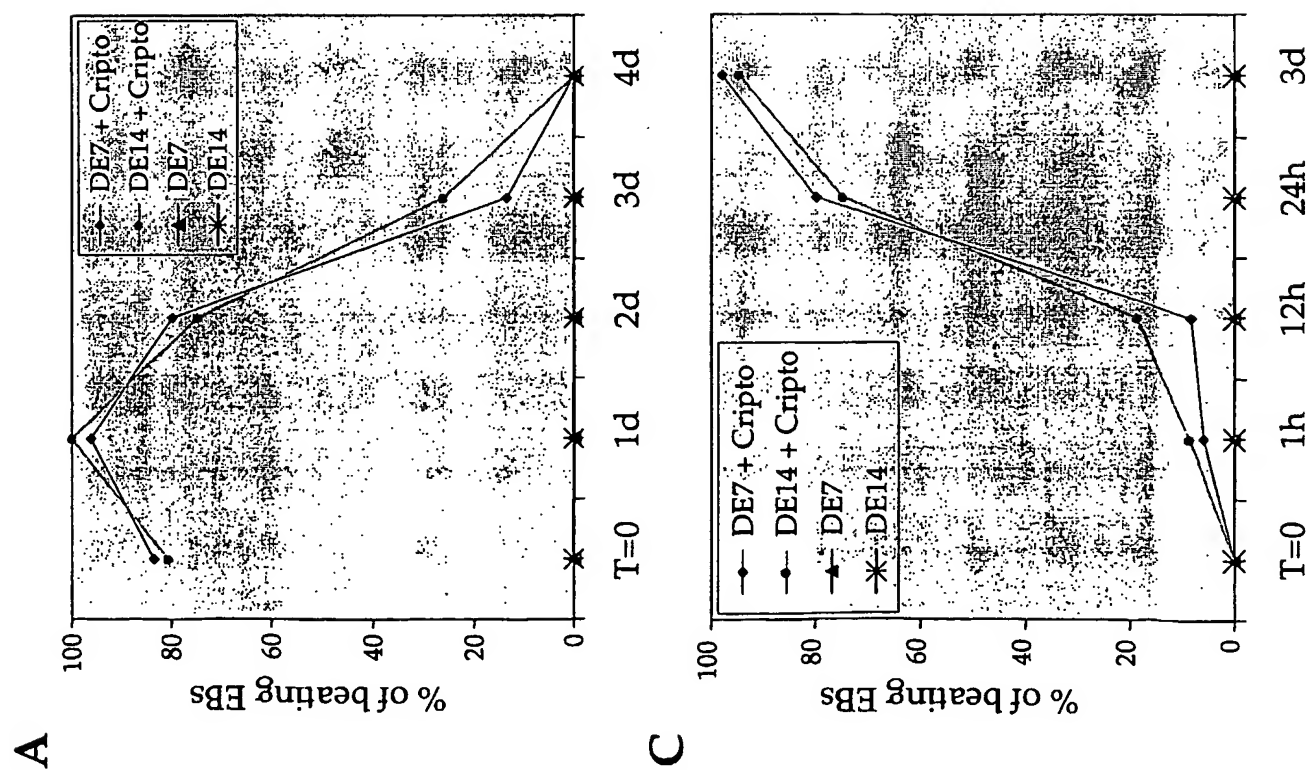 A
% of beating EBs
100
80
60
40
20
0
DE7 + Cripto
DE14 + Cripto
DE7
DE14
T=0 1d 2d 3d 4d
C
% of beating EBs
100
80
60
40
20
0
DE7 + Cripto
DE14 + Cripto
DE7
DE14
T=0 1h 12h 24h 3d